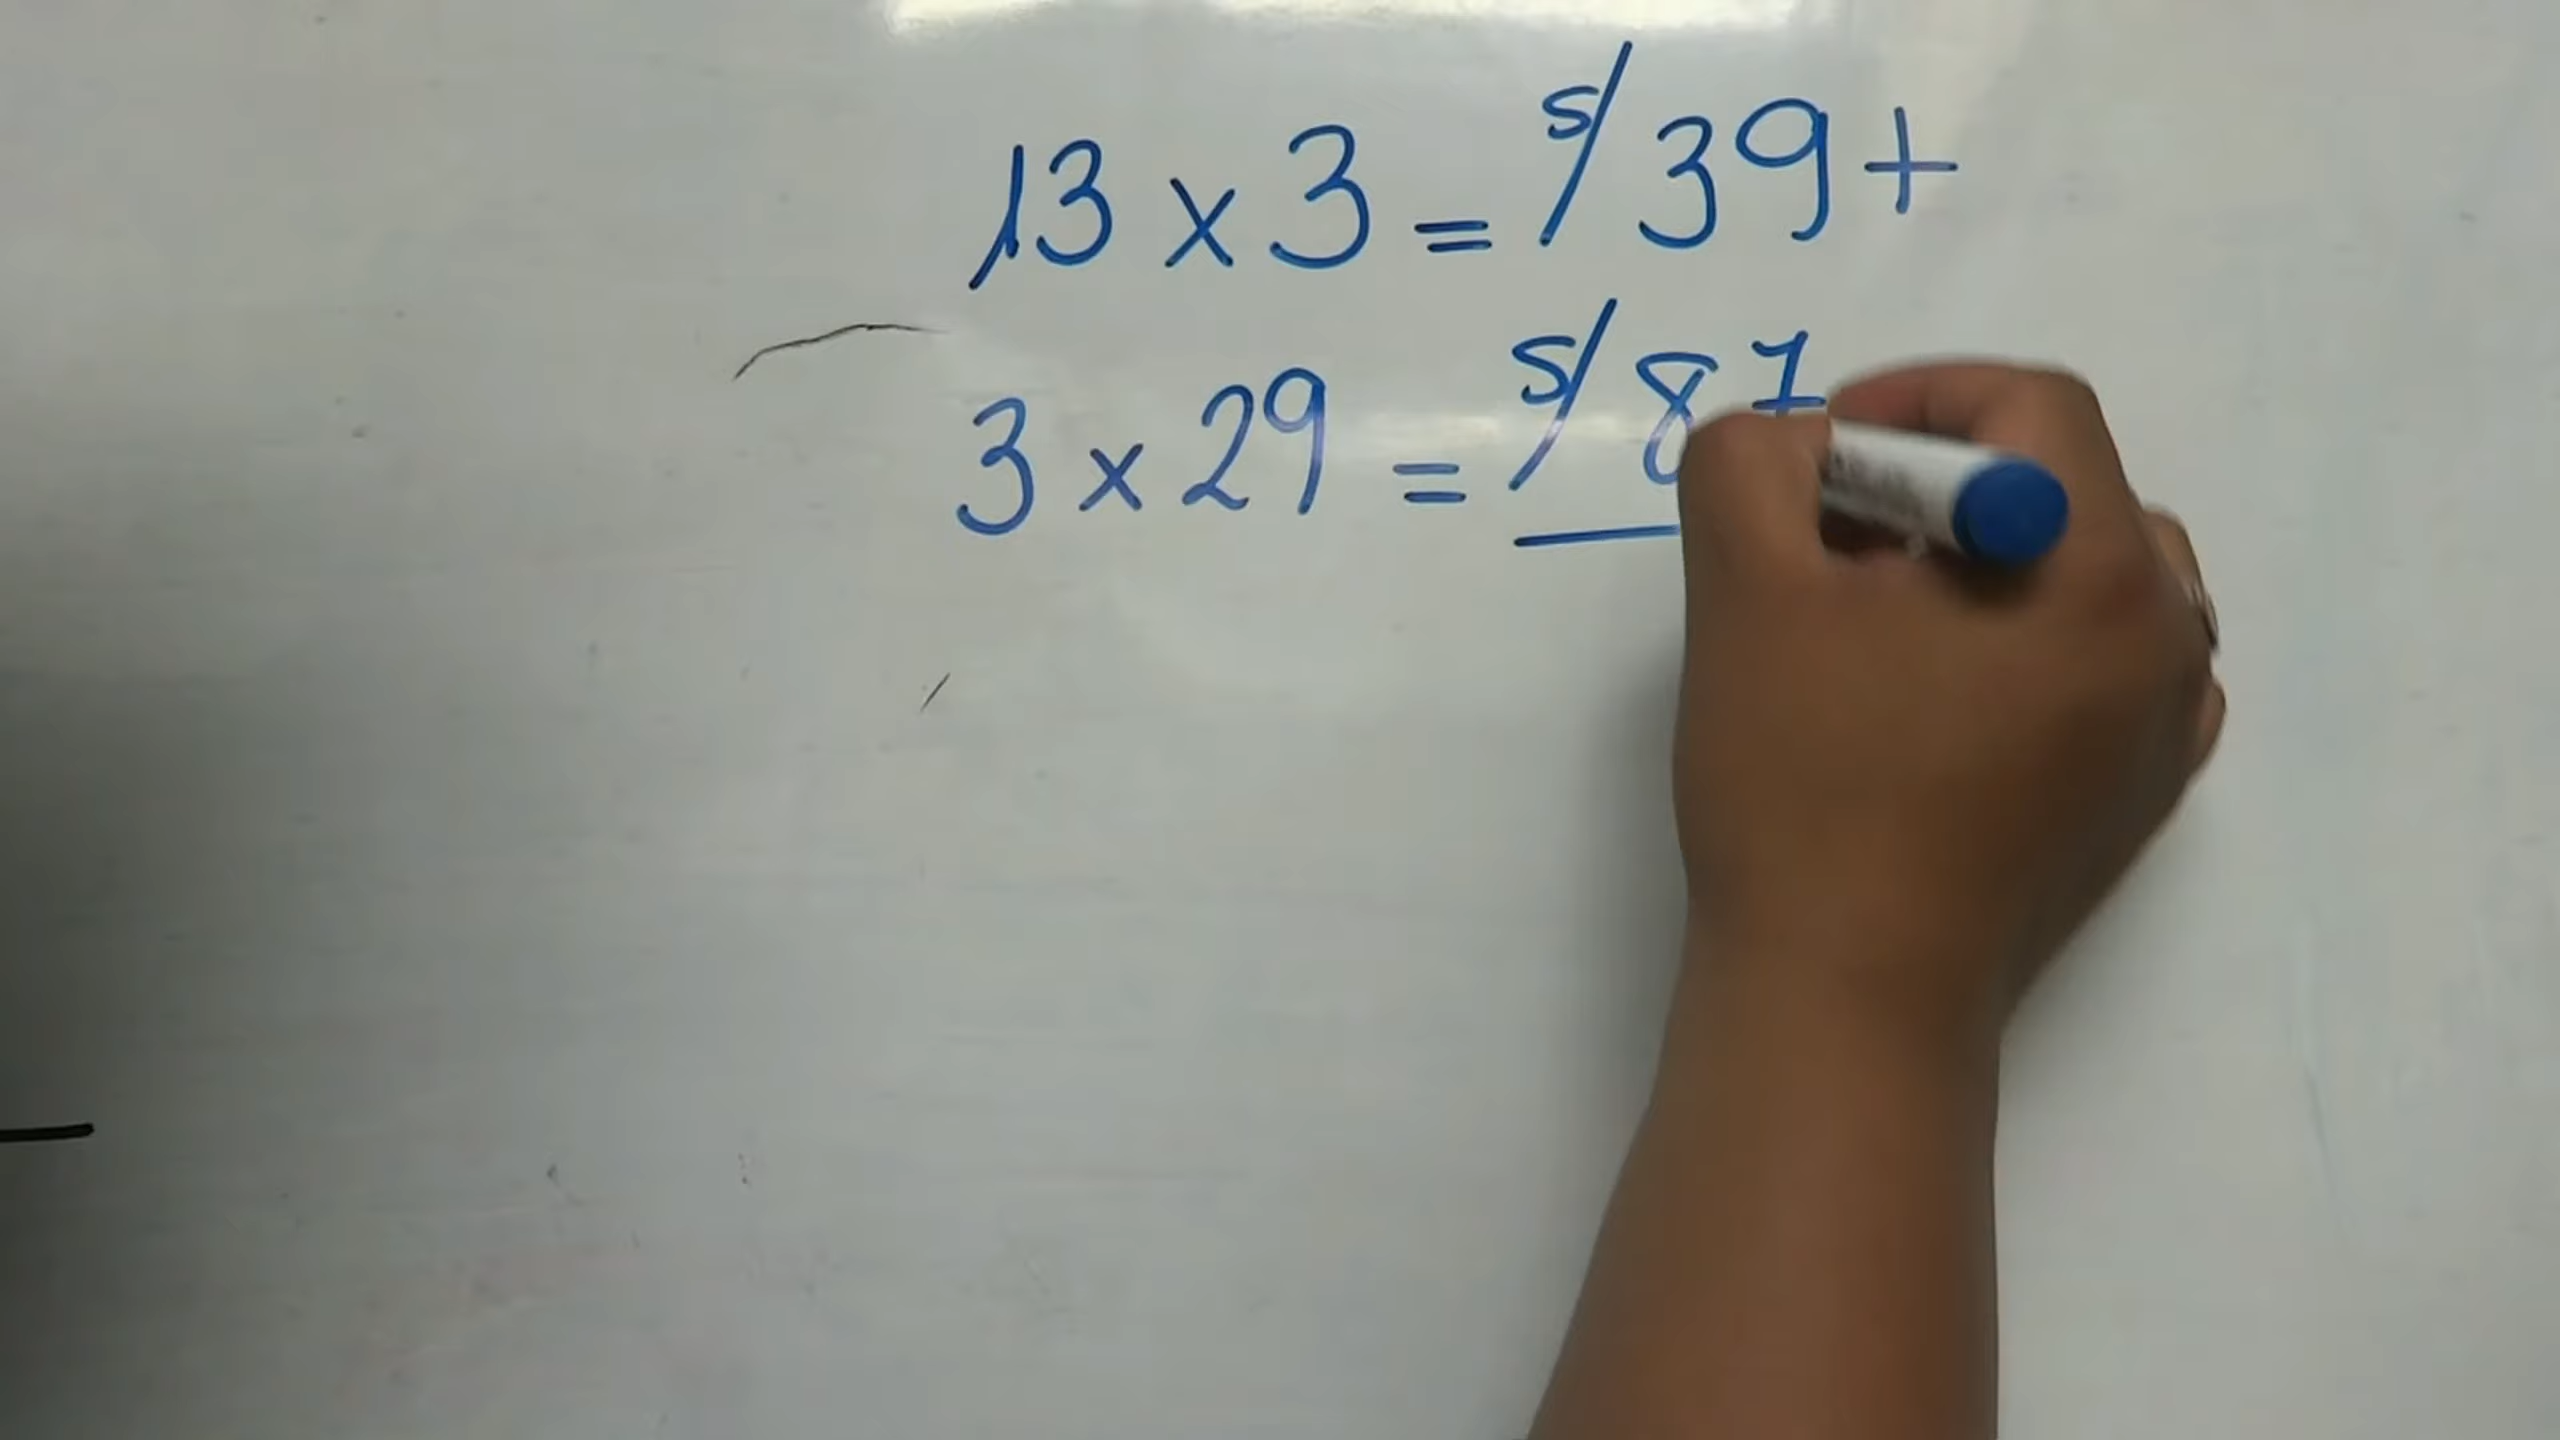 13 x 3 = s/ 39 +
3 x 29 = s/ 87